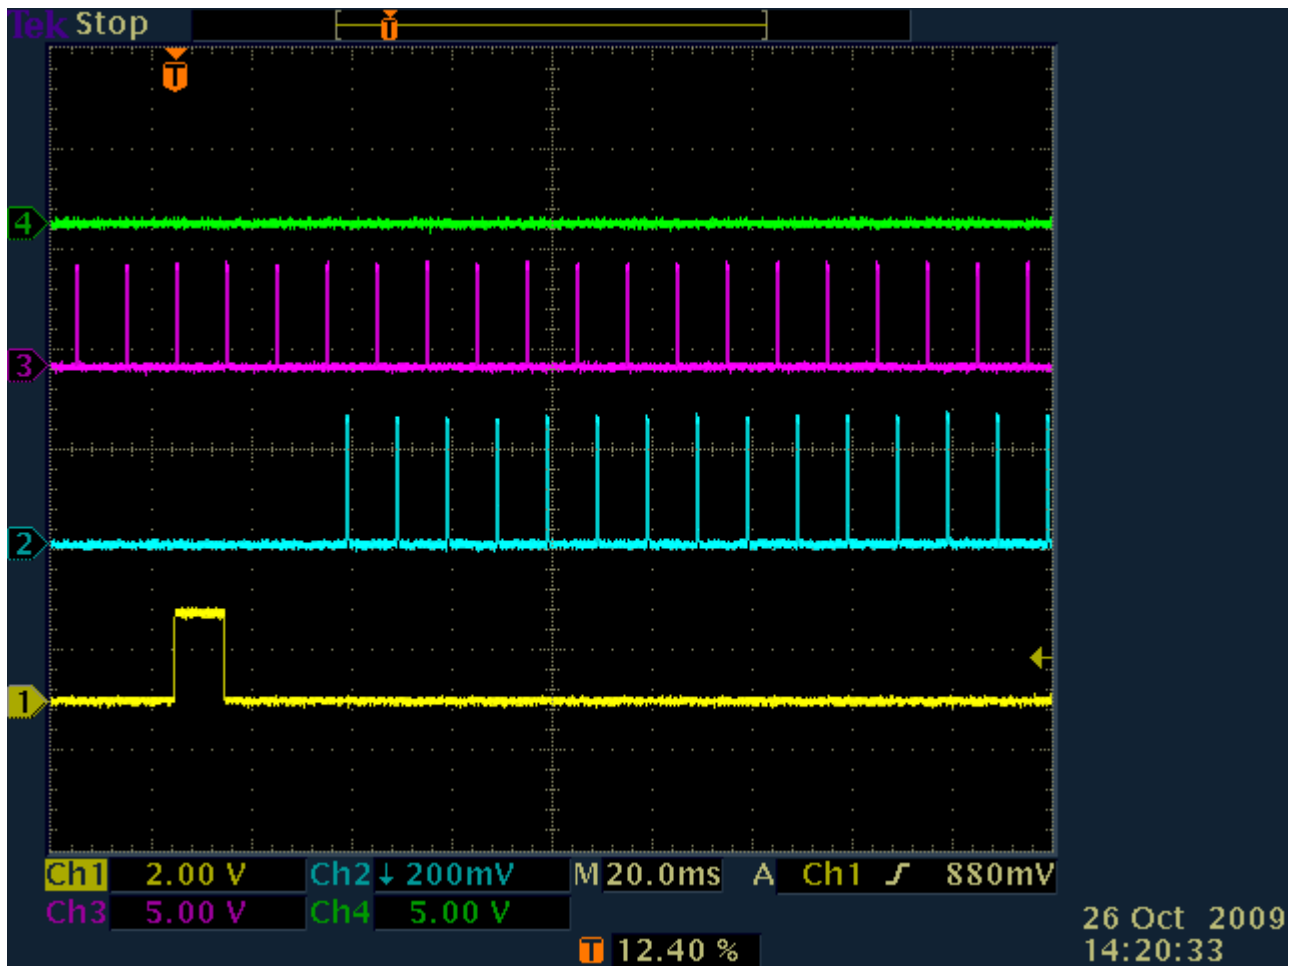 Tek Stop
T
T
4
3
2
1
Ch1 2.00 V Ch2 ↓ 200mV M 20.0ms A Ch1 ƒ 880mV
Ch3 5.00 V Ch4 5.00 V
T 12.40 %
26 Oct 2009
14:20:33